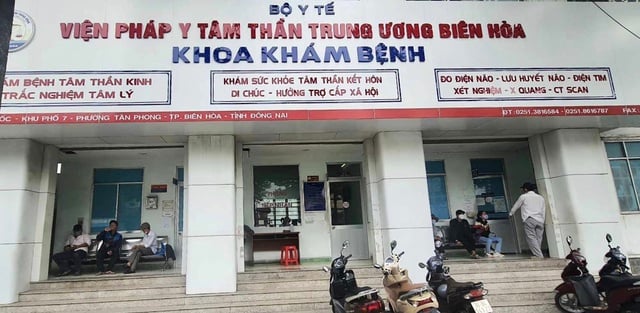 BỘ Y TẾ
VIỆN PHÁP Y TÂM THẦN TRUNG ƯƠNG BIÊN HÒA
KHOA KHÁM BỆNH
ÁM BỆNH TÂM THẦN KINH
TRẮC NGHIỆM TÂM LÝ
KHÁM SỨC KHỎE TÂM THẦN KẾT HÔN
DI CHÚC - HƯỞNG TRỢ CẤP XÃ HỘI
ĐO ĐIỆN NÃO - LƯU HUYẾT NÃO - ĐIỆN TIM
XÉT NGHIỆM - X QUANG - CT SCAN
ỐC - KHU PHỐ 7 - PHƯỜNG TÂN PHONG - TP. BIÊN HÒA - TỈNH ĐỒNG NAI
ĐT: 0251.3816584 - 0251.8616767
FAX